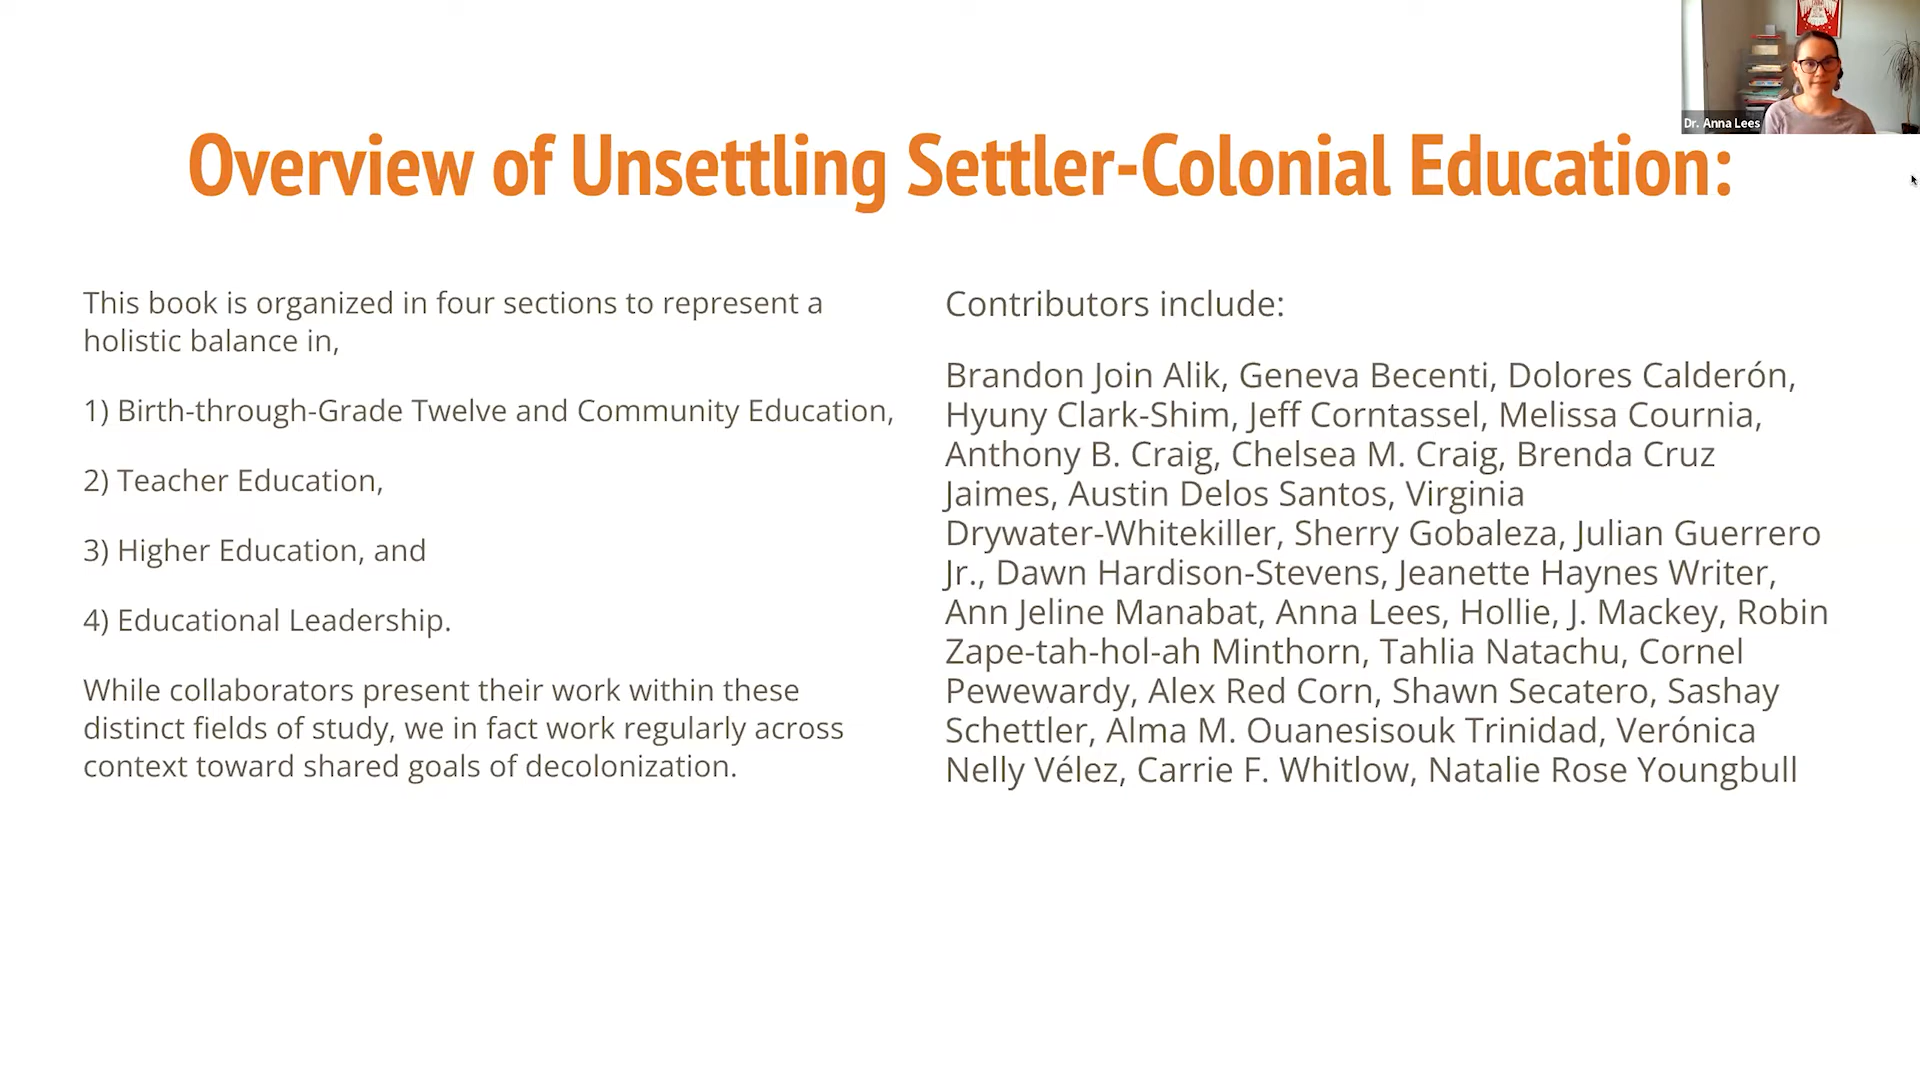 Dr. Anna Lees
Overview of Unsettling Settler-Colonial Education:
This book is organized in four sections to represent a
holistic balance in,
1) Birth-through-Grade Twelve and Community Education,
2) Teacher Education,
3) Higher Education, and
4) Educational Leadership.
While collaborators present their work within these
distinct fields of study, we in fact work regularly across
context toward shared goals of decolonization.
Contributors include:
Brandon Join Alik, Geneva Becenti, Dolores Calderón,
Hyuny Clark-Shim, Jeff Corntassel, Melissa Cournia,
Anthony B. Craig, Chelsea M. Craig, Brenda Cruz
Jaimes, Austin Delos Santos, Virginia
Drywater-Whitekiller, Sherry Gobaleza, Julian Guerrero
Jr., Dawn Hardison-Stevens, Jeanette Haynes Writer,
Ann Jeline Manabat, Anna Lees, Hollie, J. Mackey, Robin
Zape-tah-hol-ah Minthorn, Tahlia Natachu, Cornel
Pewewardy, Alex Red Corn, Shawn Secatero, Sashay
Schettler, Alma M. Ouanesisouk Trinidad, Verónica
Nelly Vélez, Carrie F. Whitlow, Natalie Rose Youngbull